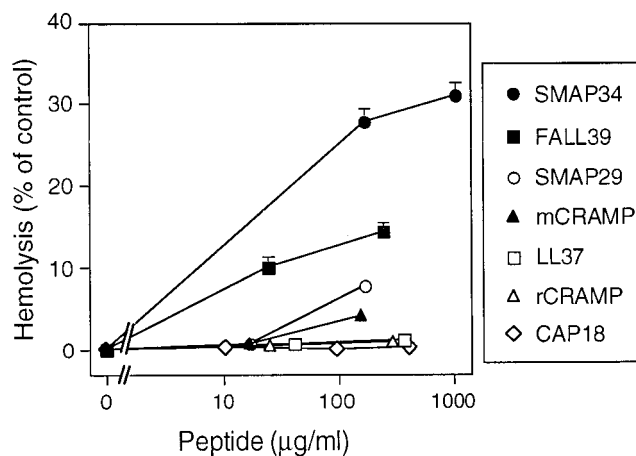 Hemolysis (% of control)
40
30
20
10
0
0
10
100
1000
Peptide (μg/ml)
SMAP34
FALL39
SMAP29
mCRAMP
LL37
rCRAMP
CAP18